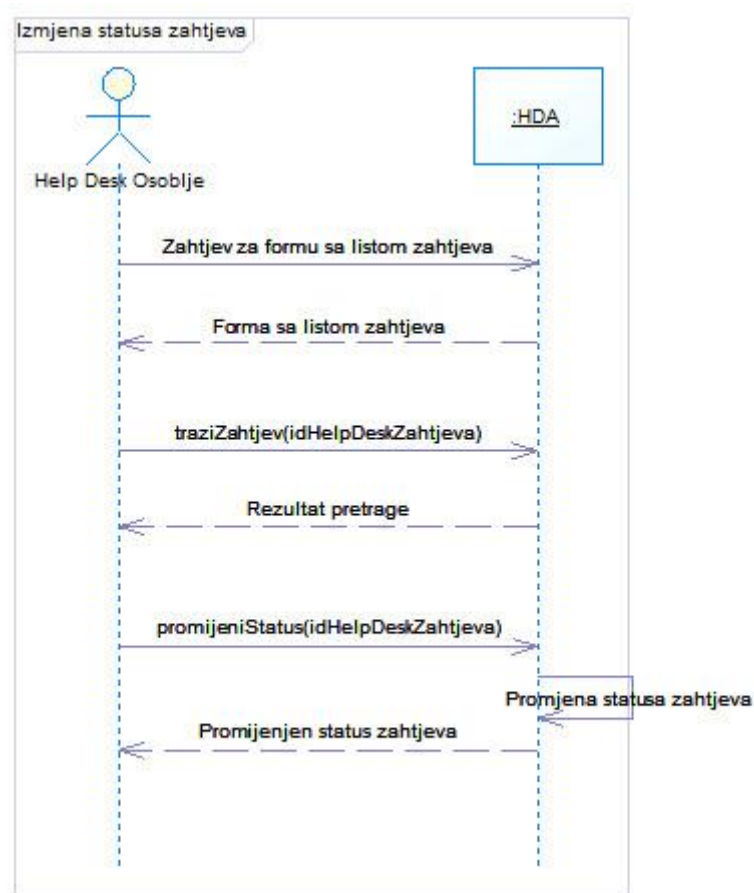 Izmjena statusa zahtjeva
:HDA
Help Desk Osoblje
Zahtjev za formu sa listom zahtjeva
Forma sa listom zahtjeva
traziZahtjev(idHelpDeskZahtjeva)
Rezultat pretrage
promijeniStatus(idHelpDeskZahtjeva)
Promjena statusa zahtjeva
Promijenjen status zahtjeva